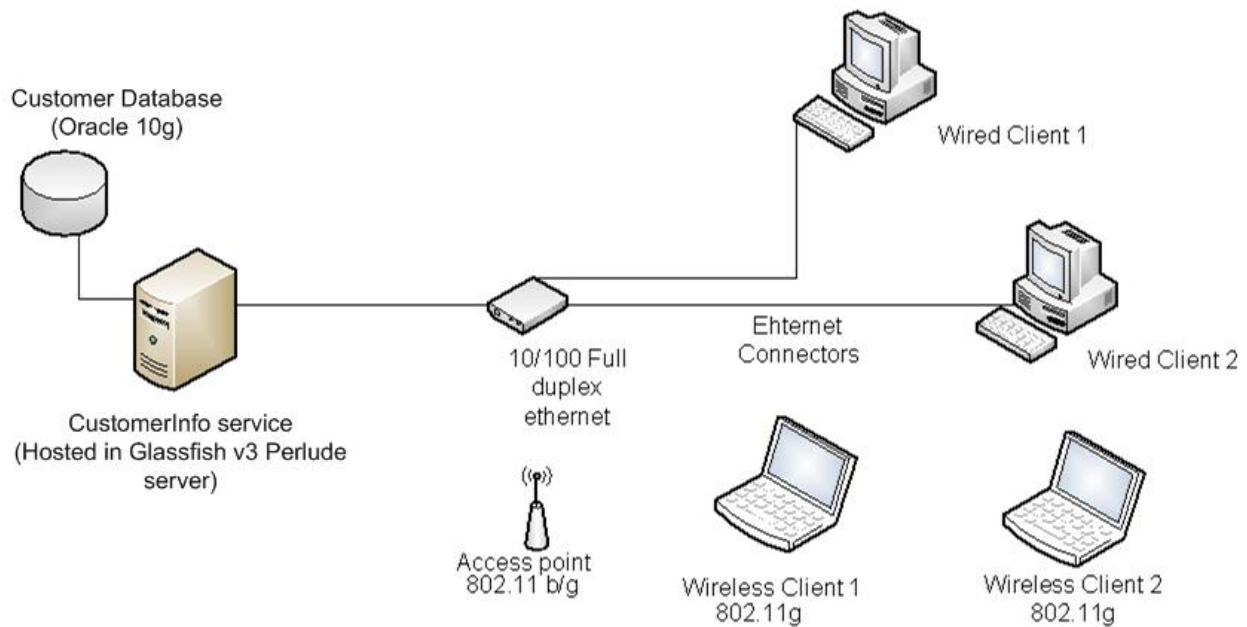 Customer Database
(Oracle 10g)
Wired Client 1
Ehternet
Connectors
Wired Client 2
10/100 Full
duplex
ethernet
CustomerInfo service
(Hosted in Glassfish v3 Perlude
server)
Access point
802.11 b/g
Wireless Client 1
802.11g
Wireless Client 2
802.11g